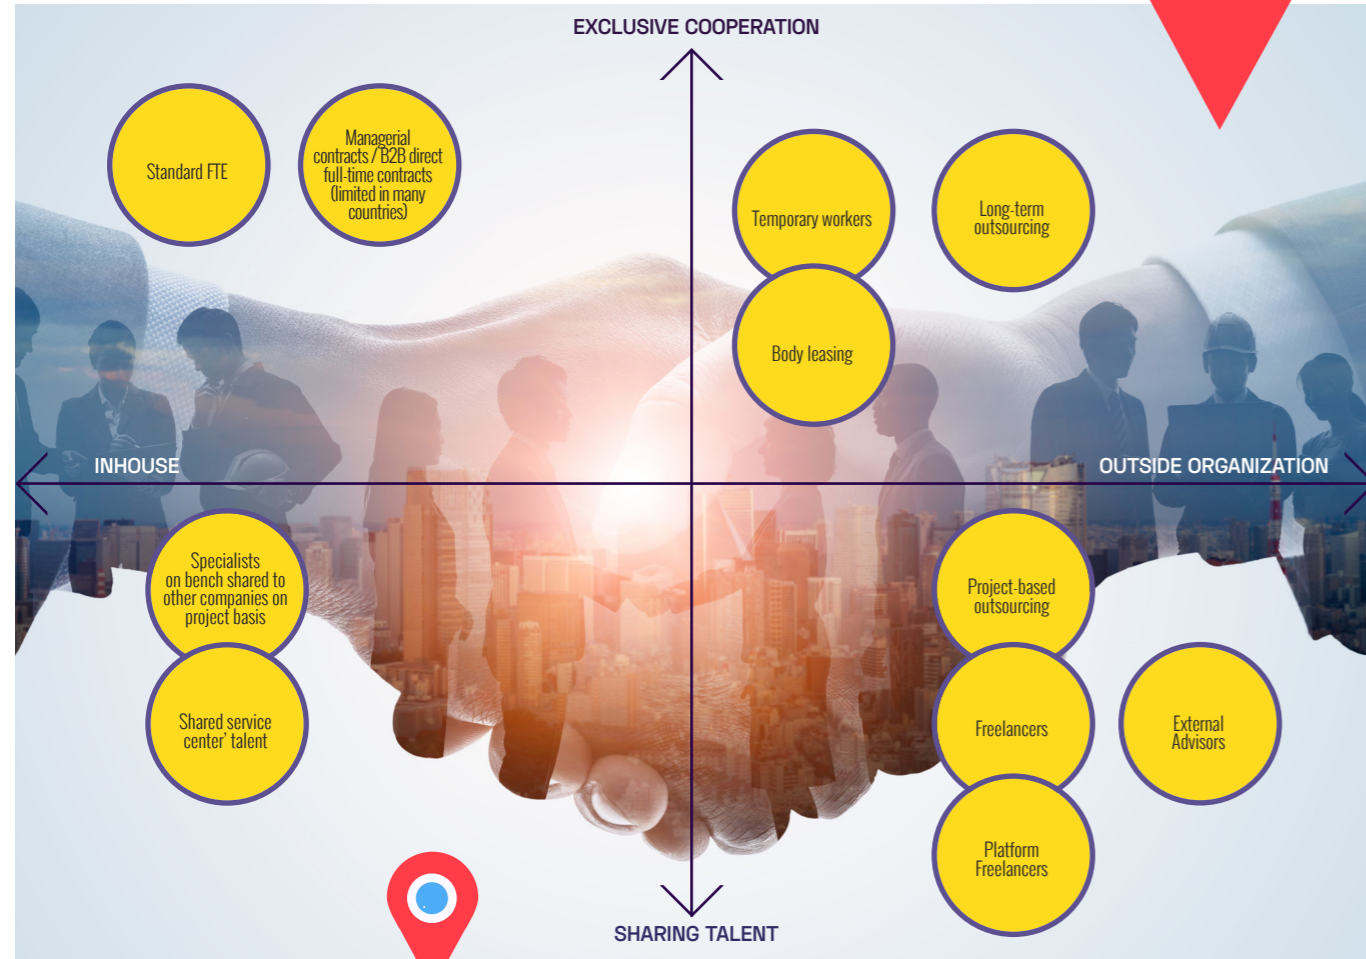 EXCLUSIVE COOPERATION
Standard FTE
Managerial
contracts / B2B direct
full-time contracts
(limited in many
countries)
Temporary workers
Long-term
outsourcing
Body leasing
INHOUSE
OUTSIDE ORGANIZATION
Specialists
on bench shared to
other companies on
project basis
Project-based
outsourcing
Shared service
center' talent
Freelancers
External
Advisors
Platform
Freelancers
SHARING TALENT